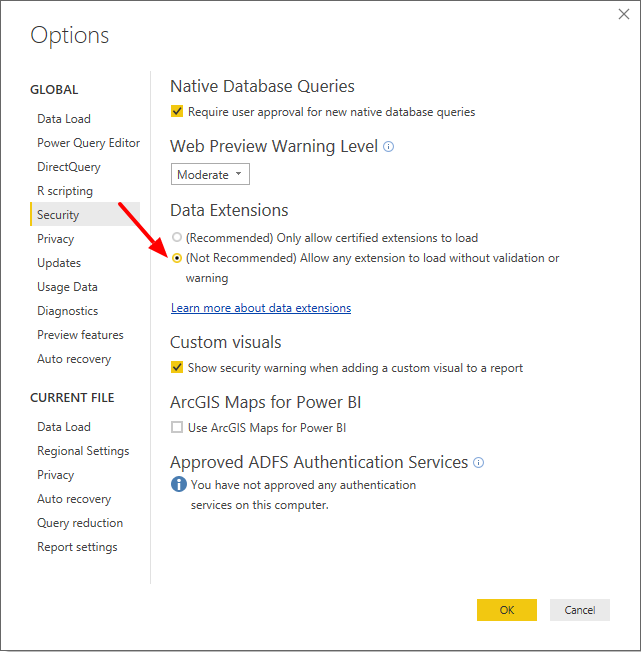 Options
GLOBAL
Data Load
Power Query Editor
DirectQuery
R scripting
Security
Privacy
Updates
Usage Data
Diagnostics
Preview features
Auto recovery
CURRENT FILE
Data Load
Regional Settings
Privacy
Auto recovery
Query reduction
Report settings
Native Database Queries
Require user approval for new native database queries
Web Preview Warning Level
Moderate
Data Extensions
(Recommended) Only allow certified extensions to load
(Not Recommended) Allow any extension to load without validation or
warning
Learn more about data extensions
Custom visuals
Show security warning when adding a custom visual to a report
ArcGIS Maps for Power BI
Use ArcGIS Maps for Power BI
Approved ADFS Authentication Services
You have not approved any authentication
services on this computer.
OK
Cancel